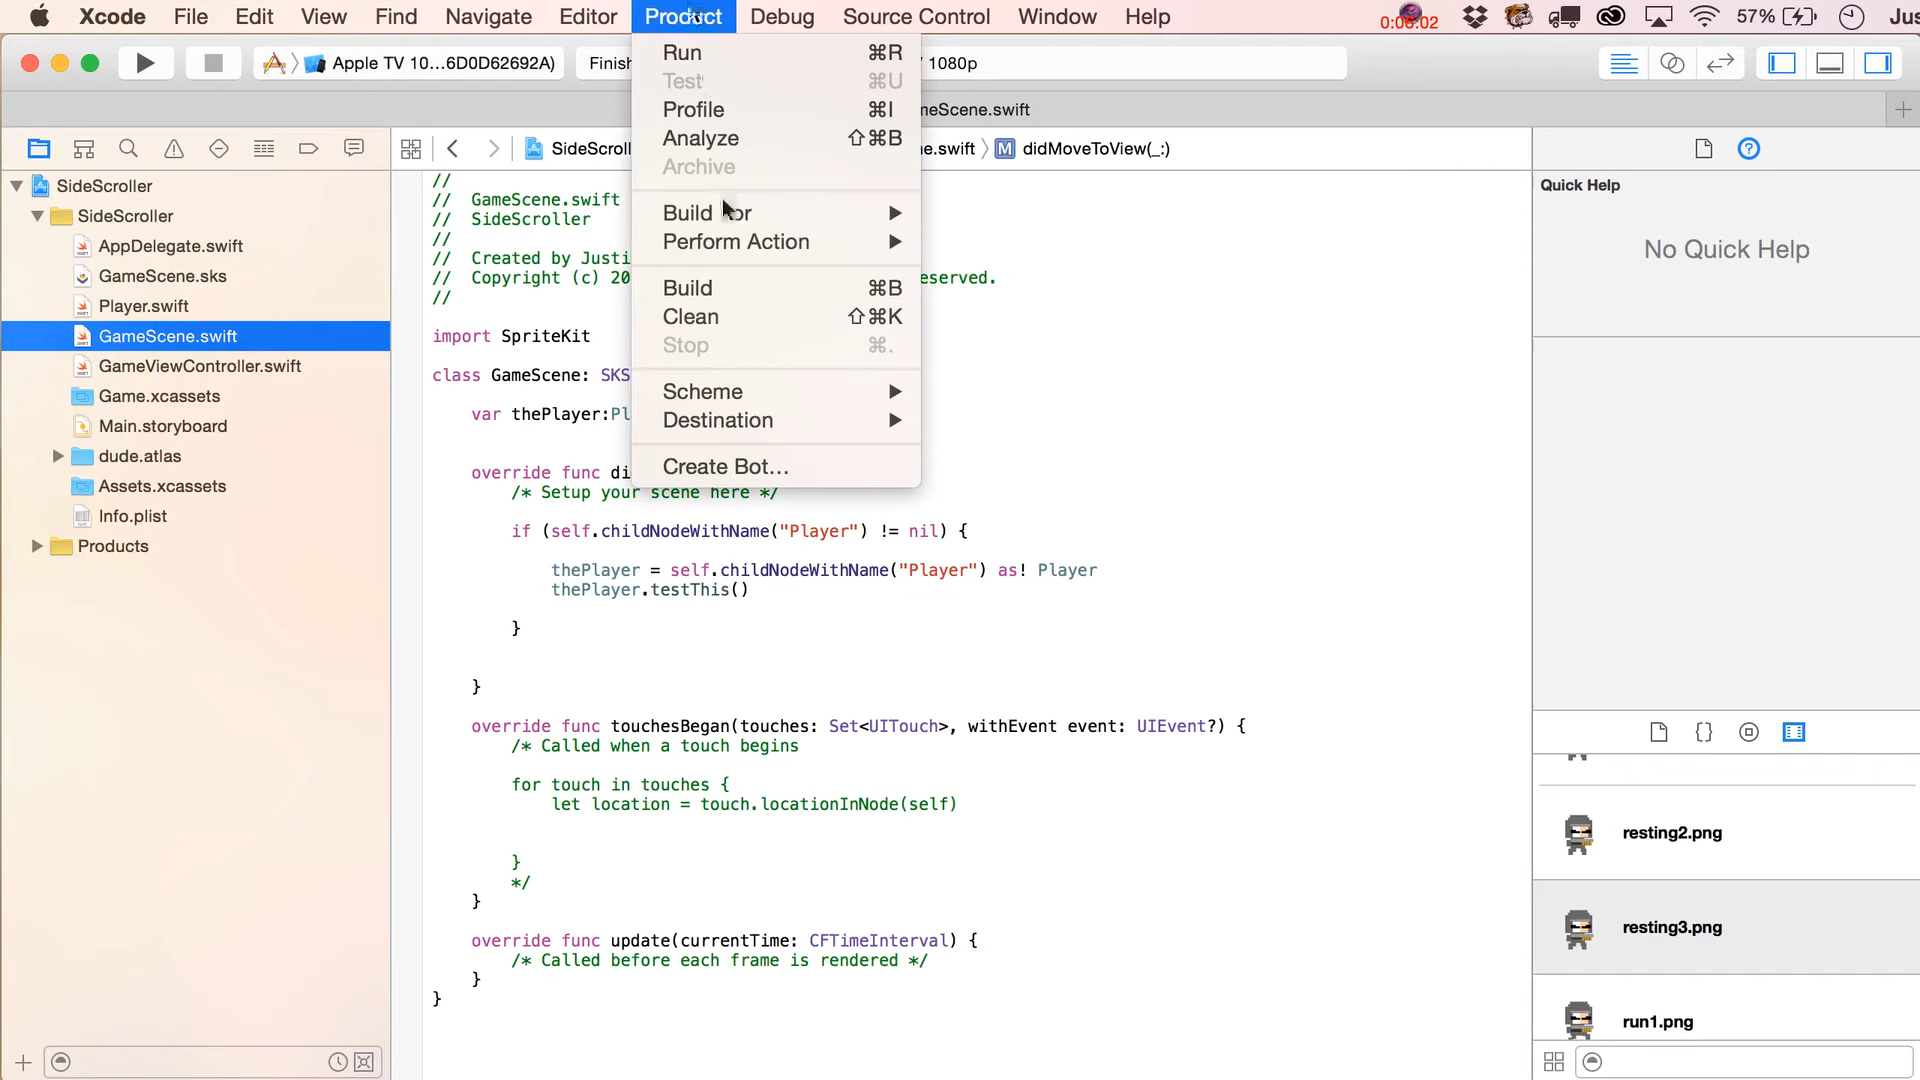 Xcode File Edit View Find Navigate Editor Product Debug Source Control Window Help 0:06:02 57% Jus
Apple TV 10...6D0D62692A) Finish 1080p
eScene.swift
SideScroll e.swift didMoveToView(_:)
Run ⌘R
Test ⌘U
Profile ⌘I
Analyze ⇧⌘B
Archive
Build For
Perform Action
Build ⌘B
Clean ⇧⌘K
Stop ⌘.
Scheme
Destination
Create Bot...
SideScroller
SideScroller
AppDelegate.swift
GameScene.sks
Player.swift
GameScene.swift
GameViewController.swift
Game.xcassets
Main.storyboard
dude.atlas
Assets.xcassets
Info.plist
Products
//
// GameScene.swift
// SideScroller
//
// Created by Justi
// Copyright (c) 20 eserved.
//
import SpriteKit
class GameScene: SKS
var thePlayer:Pl
override func di
/* Setup your scene here */
if (self.childNodeWithName("Player") != nil) {
thePlayer = self.childNodeWithName("Player") as! Player
thePlayer.testThis()
}
}
override func touchesBegan(touches: Set<UITouch>, withEvent event: UIEvent?) {
/* Called when a touch begins
for touch in touches {
let location = touch.locationInNode(self)
}
*/
}
override func update(currentTime: CFTimeInterval) {
/* Called before each frame is rendered */
}
}
Quick Help
No Quick Help
resting2.png
resting3.png
run1.png